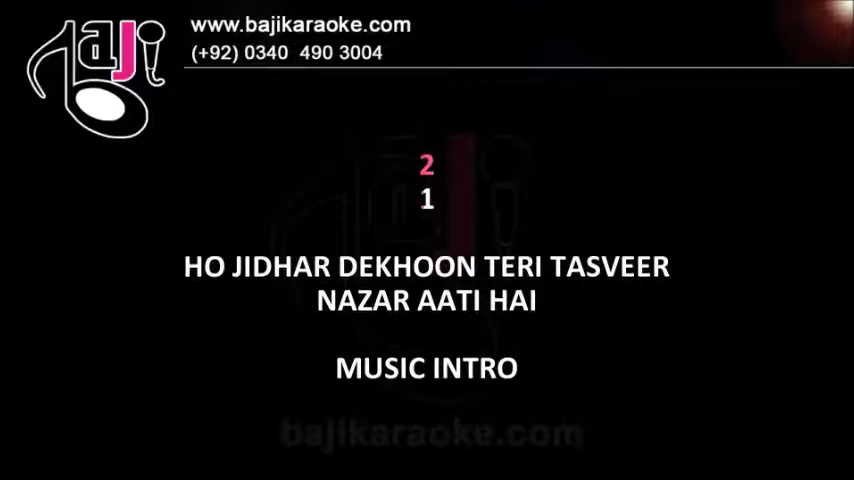 www.bajikaraoke.com
(+92) 0340 490 3004
baji
2
1
HO JIDHAR DEKHOON TERI TASVEER
NAZAR AATI HAI
MUSIC INTRO
bajikaraoke.com